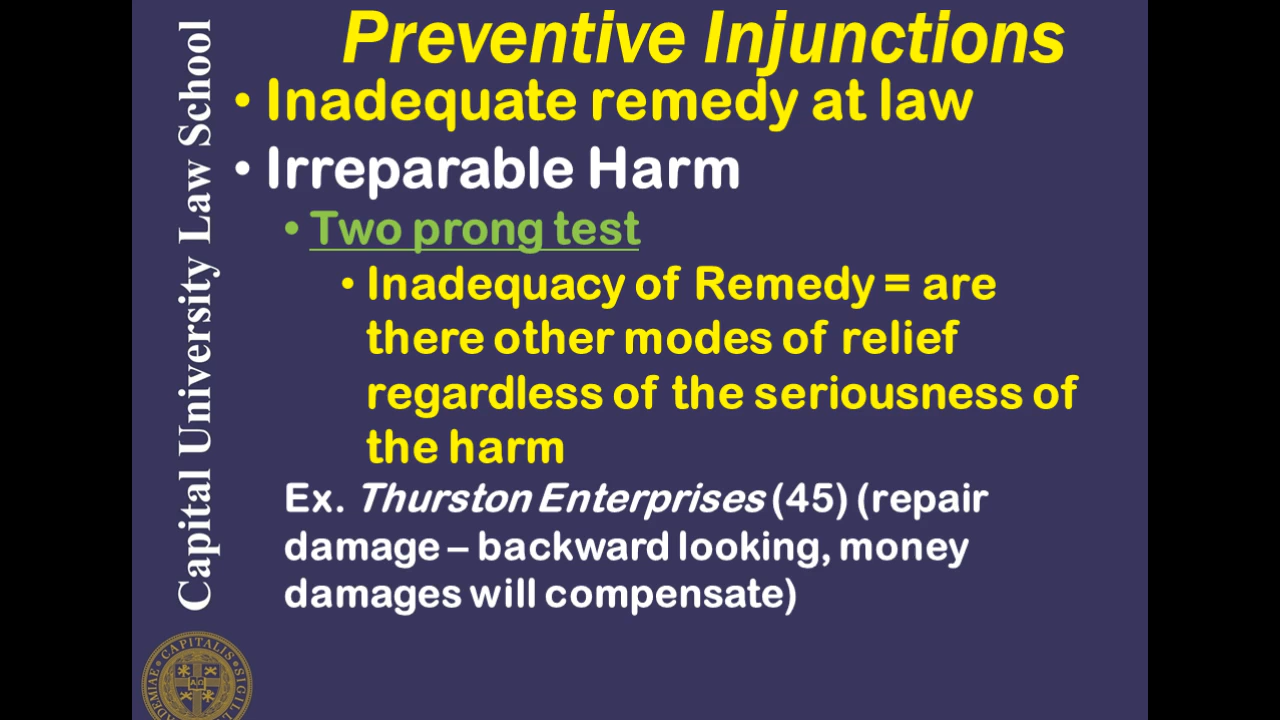 Capital University Law School
Preventive Injunctions
• Inadequate remedy at law
• Irreparable Harm
• Two prong test
• Inadequacy of Remedy = are
there other modes of relief
regardless of the seriousness of
the harm
Ex. Thurston Enterprises (45) (repair
damage – backward looking, money
damages will compensate)
CAPITALIS